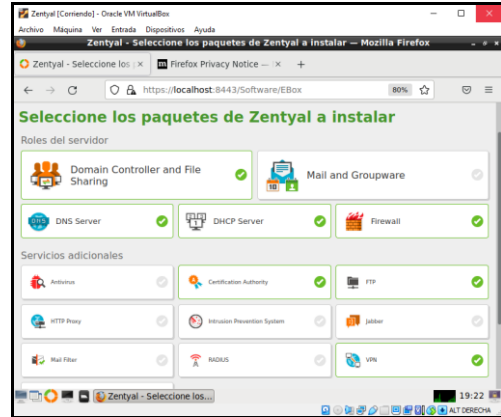 Zentyal [Corriendo] - Oracle VM VirtualBox
Archivo Máquina Ver Entrada Dispositivos Ayuda
Zentyal - Seleccione los paquetes de Zentyal a instalar — Mozilla Firefox
Zentyal - Seleccione los
Firefox Privacy Notice —
https://localhost:8443/Software/EBox
80%
Seleccione los paquetes de Zentyal a instalar
Roles del servidor
Domain Controller and File Sharing
Mail and Groupware
DNS Server
DHCP Server
Firewall
Servicios adicionales
Antivirus
Certification Authority
FTP
HTTP Proxy
Intrusion Prevention System
Jabber
Mail Filter
RADIUS
VPN
Zentyal - Seleccione los...
19:22
ALT DERECHA